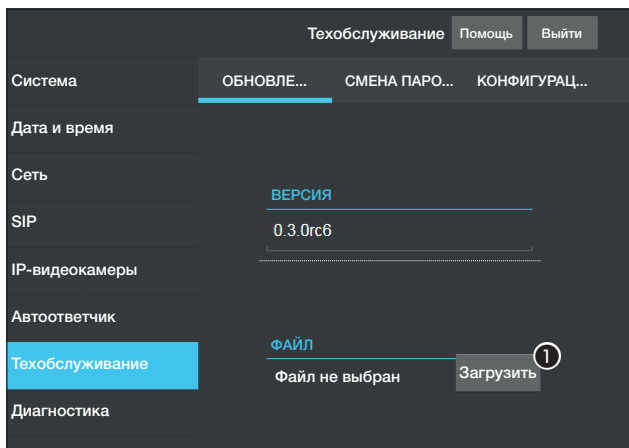 Техобслуживание Помощь Выйти
Система
ОБНОВЛЕ... СМЕНА ПАРО... КОНФИГУРАЦ...
Дата и время
Сеть
ВЕРСИЯ
SIP
0.3.0rc6
IP-видеокамеры
Автоответчик
ФАЙЛ
1
Техобслуживание
Файл не выбран Загрузить
Диагностика